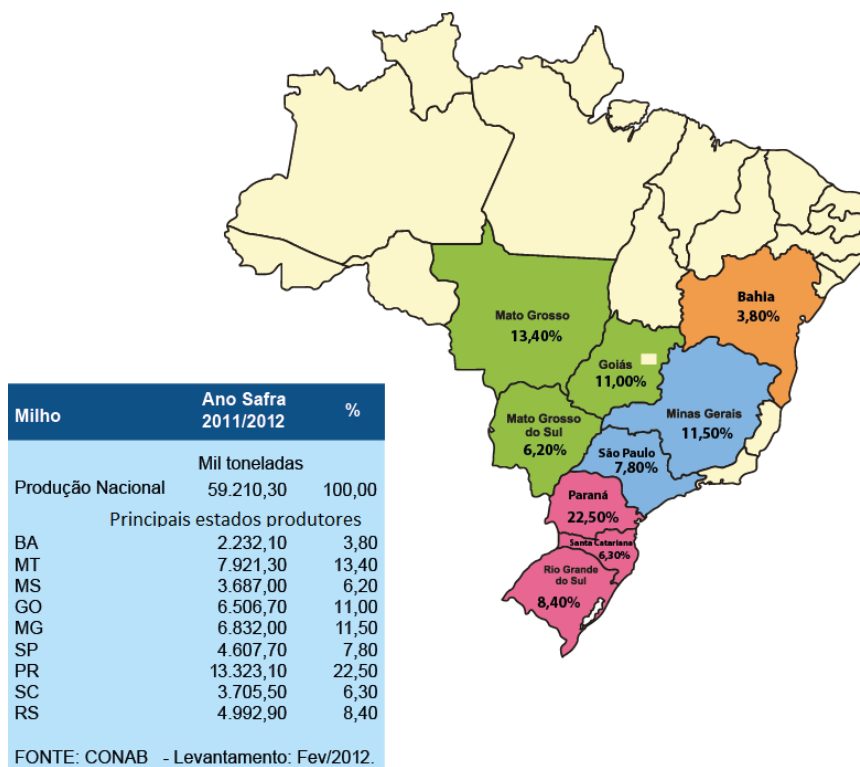 Bahia
3,80%
Mato Grosso
13,40%
Goiás
11,00%
Mato Grosso
do Sul
6,20%
Minas Gerais
11,50%
São Paulo
7,80%
Paraná
22,50%
Santa Catariana
6,30%
Rio Grande
do Sul
8,40%
Milho Ano Safra 2011/2012 %
Mil toneladas
Produção Nacional 59.210,30 100,00
Principais estados produtores
BA 2.232,10 3,80
MT 7.921,30 13,40
MS 3.687,00 6,20
GO 6.506,70 11,00
MG 6.832,00 11,50
SP 4.607,70 7,80
PR 13.323,10 22,50
SC 3.705,50 6,30
RS 4.992,90 8,40
FONTE: CONAB - Levantamento: Fev/2012.